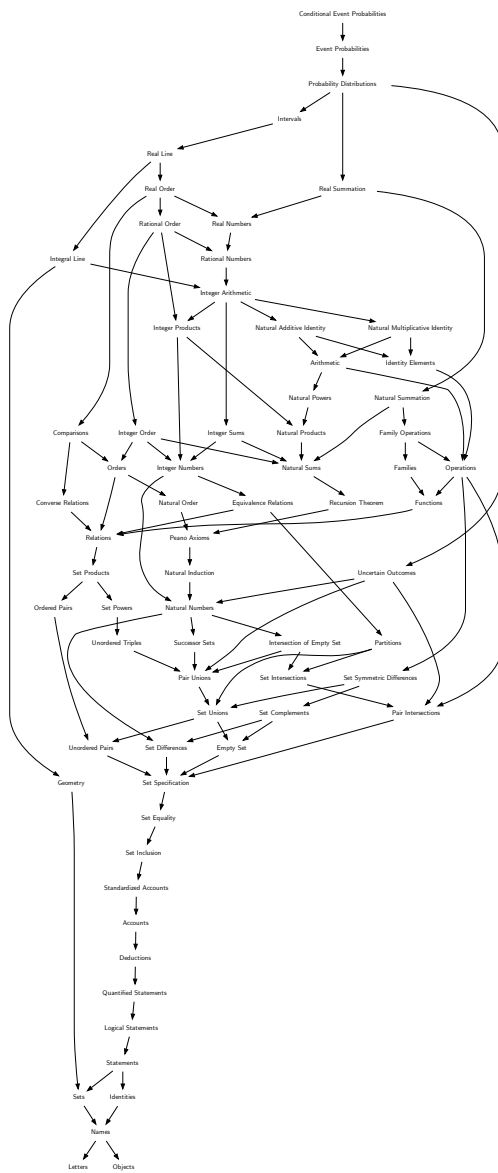 Conditional Event Probabilities
Event Probabilities
Probability Distributions
Intervals
Real Line
Real Order
Real Summation
Rational Order
Real Numbers
Integral Line
Rational Numbers
Integer Arithmetic
Integer Products
Natural Additive Identity
Natural Multiplicative Identity
Arithmetic
Identity Elements
Natural Powers
Natural Summation
Comparisons
Integer Order
Integer Sums
Natural Products
Family Operations
Orders
Integer Numbers
Natural Sums
Families
Operations
Converse Relations
Natural Order
Equivalence Relations
Recursion Theorem
Functions
Relations
Peano Axioms
Set Products
Natural Induction
Uncertain Outcomes
Ordered Pairs
Set Powers
Natural Numbers
Unordered Triples
Successor Sets
Intersection of Empty Set
Partitions
Pair Unions
Set Intersections
Set Symmetric Differences
Set Unions
Set Complements
Pair Intersections
Unordered Pairs
Set Differences
Empty Set
Geometry
Set Specification
Set Equality
Set Inclusion
Standardized Accounts
Accounts
Deductions
Quantified Statements
Logical Statements
Statements
Sets
Identities
Names
Letters
Objects